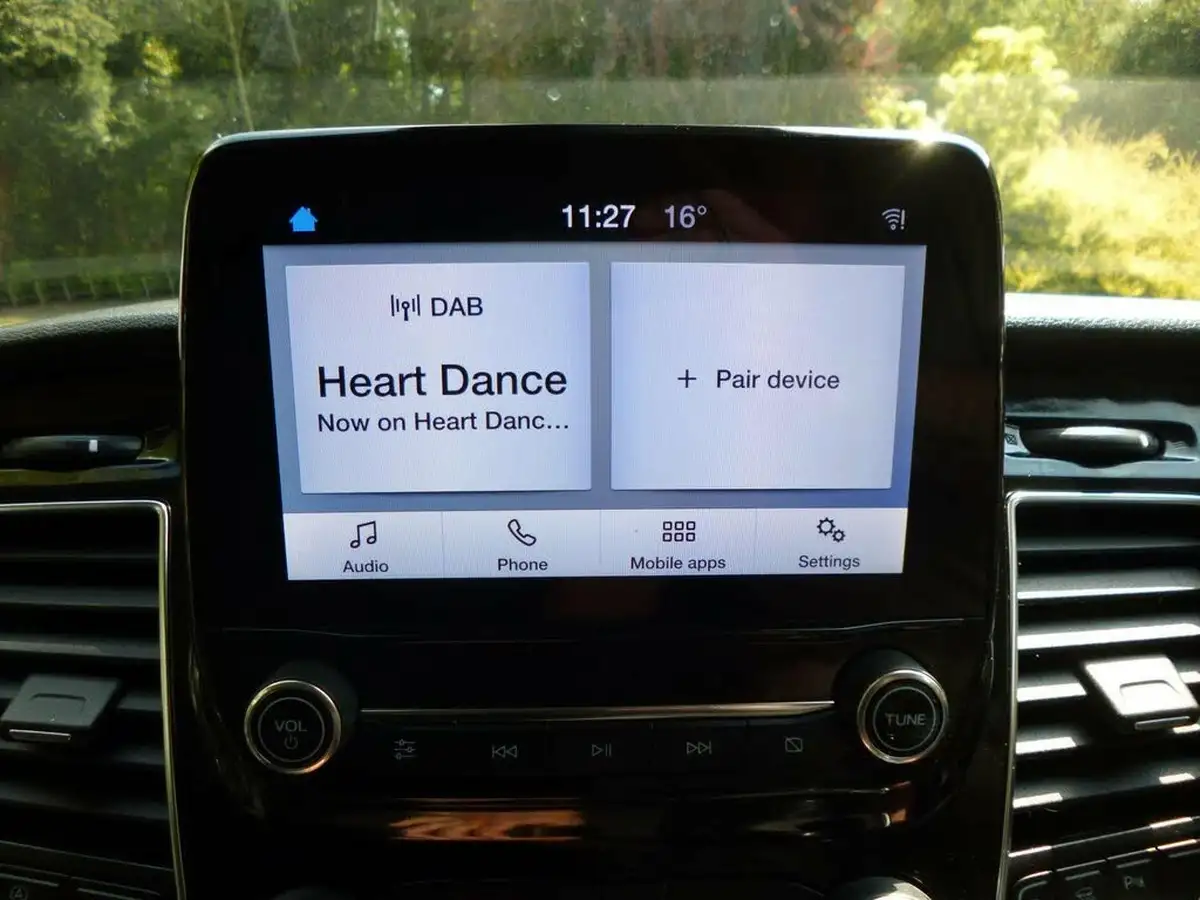 11:27 16°
DAB
Heart Dance
Now on Heart Danc...
+ Pair device
Audio
Phone
Mobile apps
Settings
VOL
TUNE